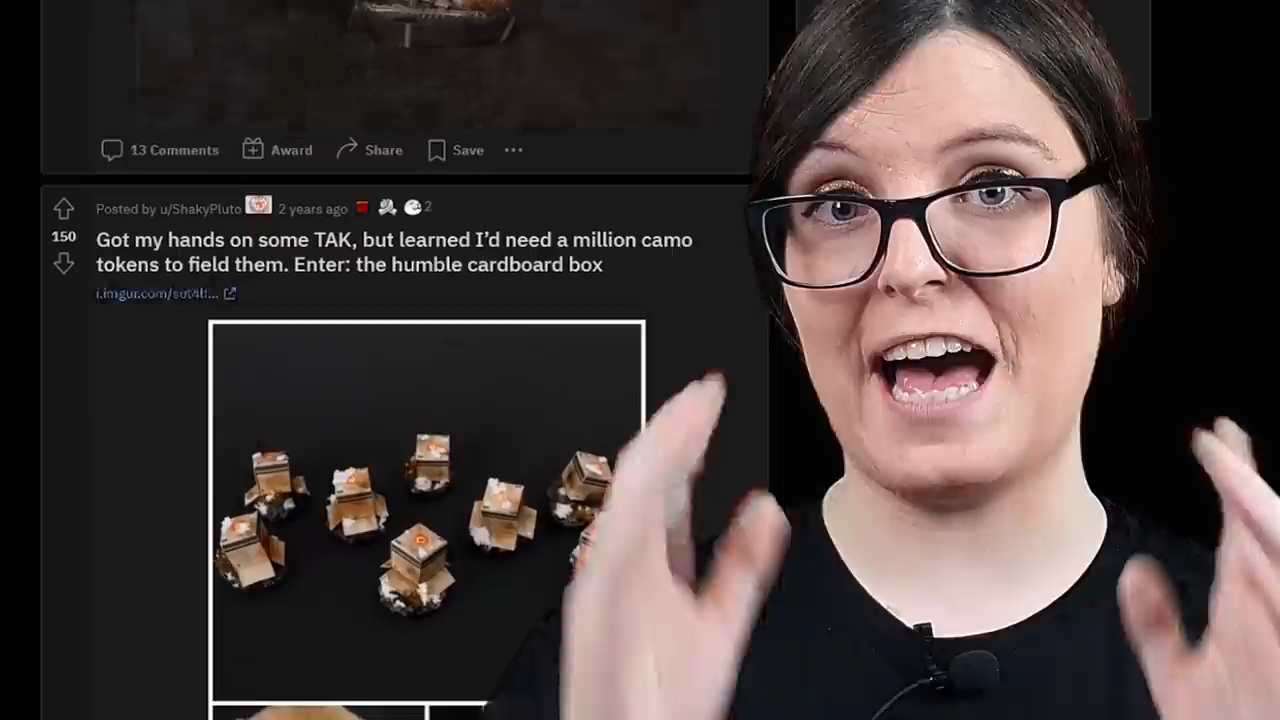 13 Comments Award Share Save
Posted by u/ShakyPluto 2 years ago 2
150
Got my hands on some TAK, but learned I'd need a million camo
tokens to field them. Enter: the humble cardboard box